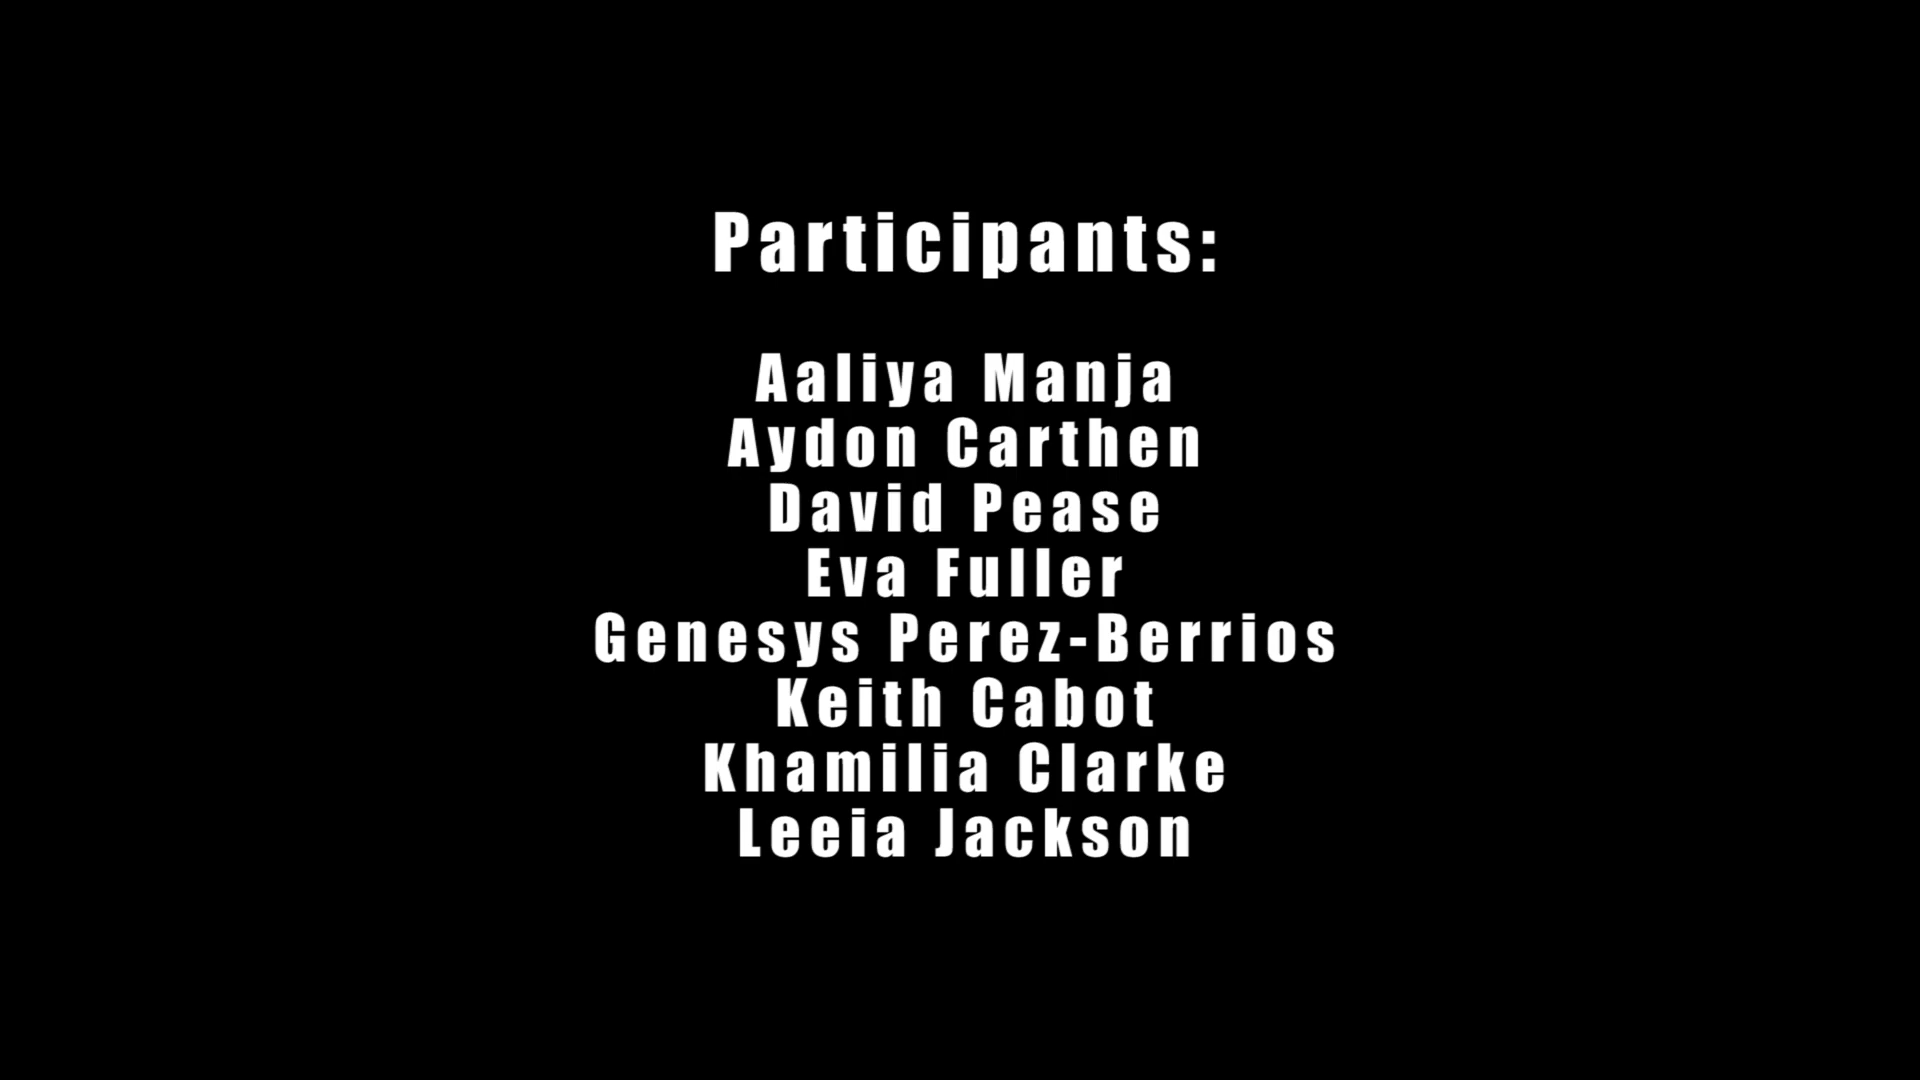 Participants:
Aaliya Manja
Aydon Carthen
David Pease
Eva Fuller
Genesys Perez-Berrios
Keith Cabot
Khamilia Clarke
Leeia Jackson